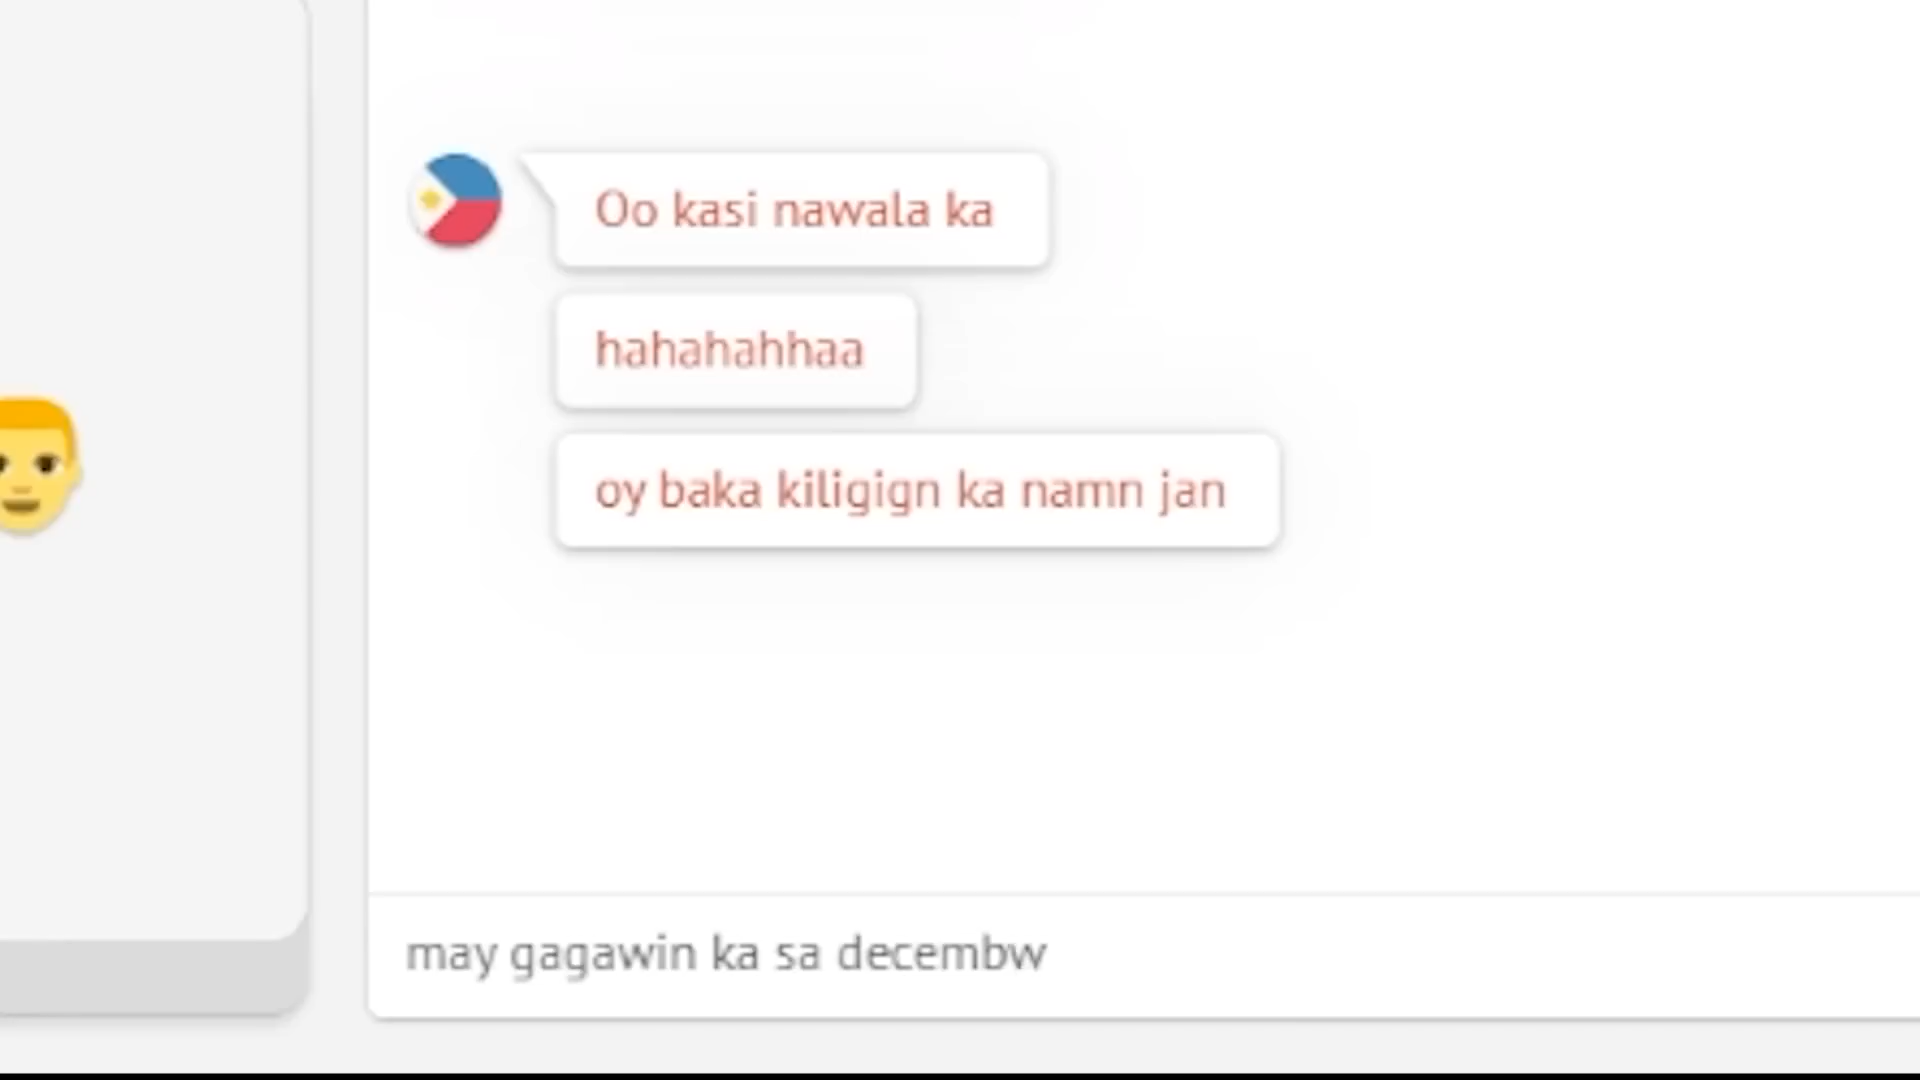 Oo kasi nawala ka
hahahahhaa
oy baka kiligign ka namn jan
may gagawin ka sa decembw